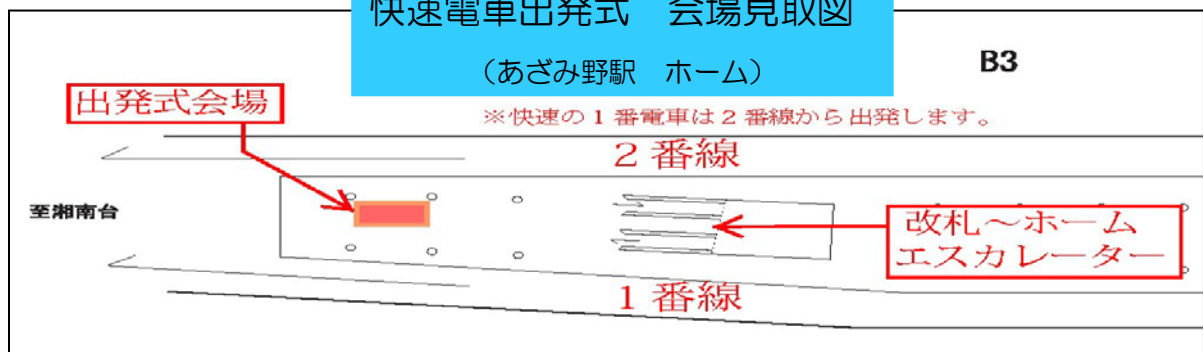 快速電車出発式　会場見取図
（あざみ野駅　ホーム）
B3
出発式会場
※快速の1番電車は2番線から出発します。
2番線
至湘南台
改札～ホーム
エスカレーター
1番線